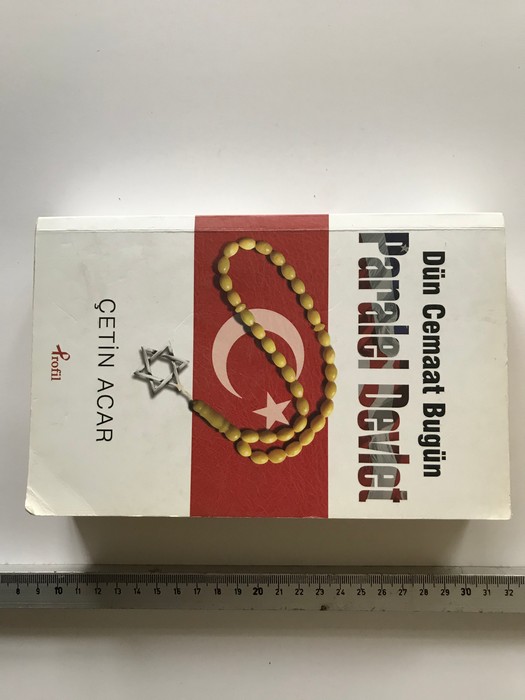 Dün Cemaat Bugün
Paralel Devlet
ÇETİN ACAR
Profil
8 9 10 11 12 13 14 15 16 17 18 19 20 21 22 23 24 25 26 27 28 29 30 31 32